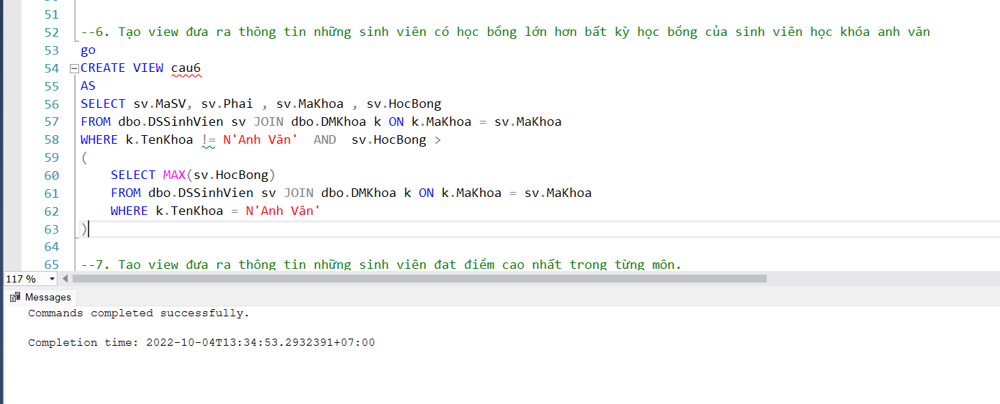 51
52 --6. Tạo view đưa ra thông tin những sinh viên có học bổng lớn hơn bất kỳ học bổng của sinh viên học khóa anh văn
53 go
54 CREATE VIEW cau6
55 AS
56 SELECT sv.MaSV, sv.Phai , sv.MaKhoa , sv.HocBong
57 FROM dbo.DSSinhVien sv JOIN dbo.DMKhoa k ON k.MaKhoa = sv.MaKhoa
58 WHERE k.TenKhoa != N'Anh Văn'  AND  sv.HocBong >
59 (
60     SELECT MAX(sv.HocBong)
61     FROM dbo.DSSinhVien sv JOIN dbo.DMKhoa k ON k.MaKhoa = sv.MaKhoa
62     WHERE k.TenKhoa = N'Anh Văn'
63 )
64
65 --7. Tạo view đưa ra thông tin những sinh viên đạt điểm cao nhất trong từng môn.
117 %
Messages
Commands completed successfully.
Completion time: 2022-10-04T13:34:53.2932391+07:00